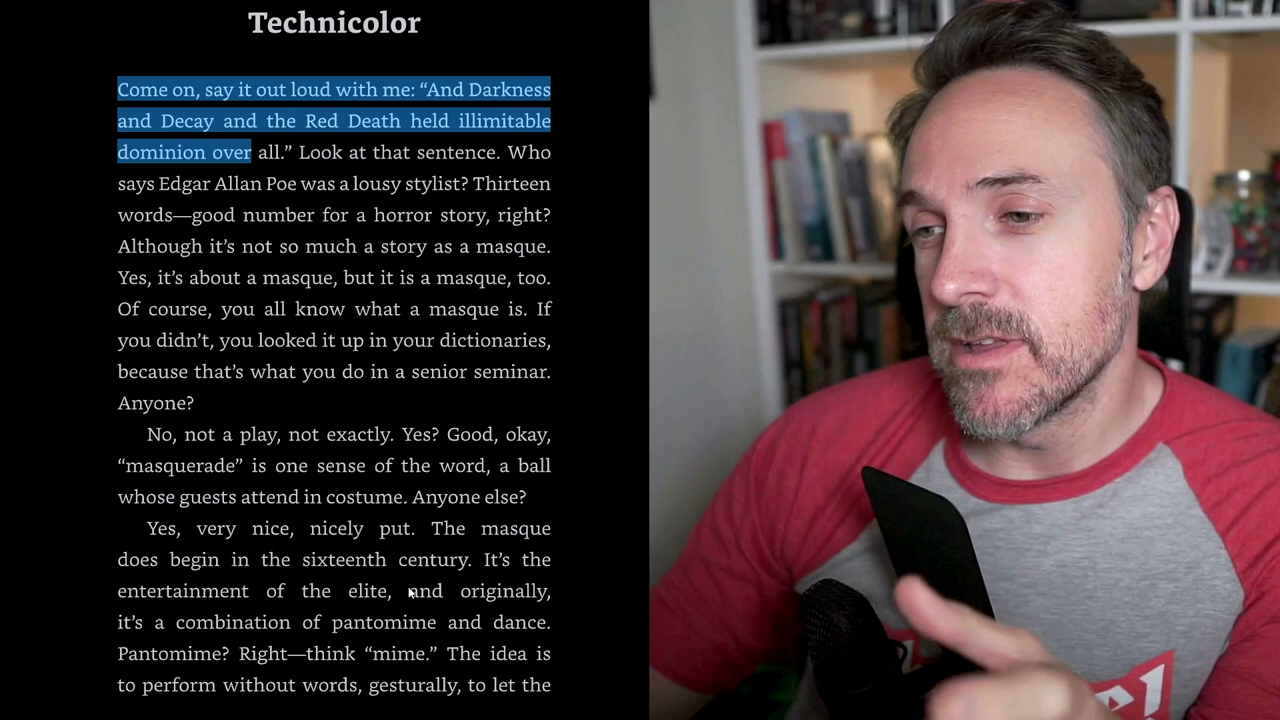 Technicolor
Come on, say it out loud with me: “And Darkness
and Decay and the Red Death held illimitable
dominion over all.” Look at that sentence. Who
says Edgar Allan Poe was a lousy stylist? Thirteen
words—good number for a horror story, right?
Although it’s not so much a story as a masque.
Yes, it’s about a masque, but it is a masque, too.
Of course, you all know what a masque is. If
you didn’t, you looked it up in your dictionaries,
because that’s what you do in a senior seminar.
Anyone?
No, not a play, not exactly. Yes? Good, okay,
“masquerade” is one sense of the word, a ball
whose guests attend in costume. Anyone else?
Yes, very nice, nicely put. The masque
does begin in the sixteenth century. It’s the
entertainment of the elite, and originally,
it’s a combination of pantomime and dance.
Pantomime? Right—think “mime.” The idea is
to perform without words, gesturally, to let the